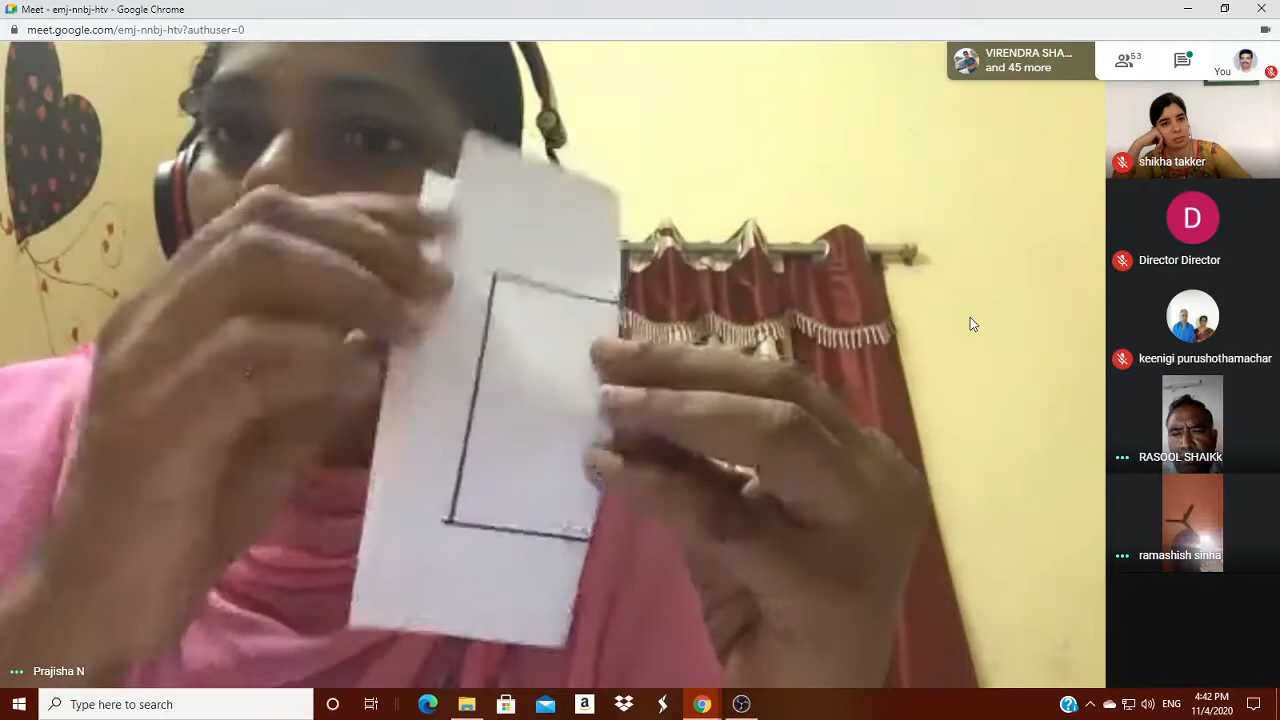 Meet - emj-nnbj-htv - Google Chrome
meet.google.com/emj-nnbj-htv?authuser=0
VIRENDRA SHA...
and 45 more
53
You
shikha takker
D
Director Director
keenigi purushothamachar
RASOOL SHAIKk
ramashish sinha
Prajisha N
Type here to search
a
ENG
4:42 PM
11/4/2020